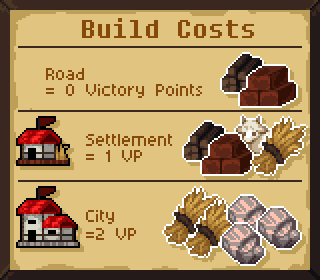 Build Costs
Road
= 0 Victory Points
Settlement
= 1 VP
City
=2 VP